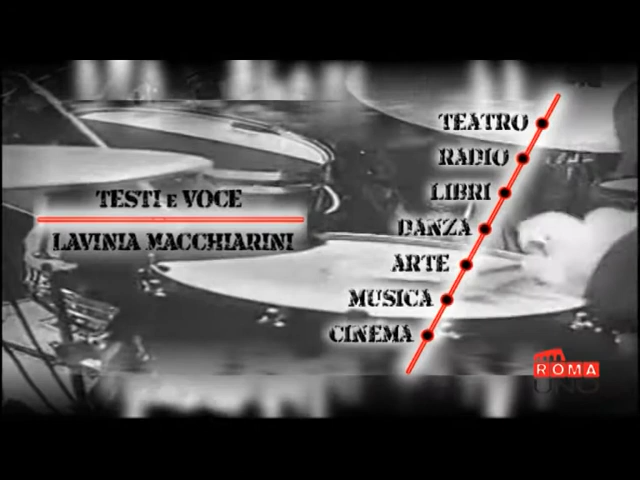 TESTI E VOCE
LAVINIA MACCHIARINI
TEATRO
RADIO
LIBRI
DANZA
ARTE
MUSICA
CINEMA
ROMA
UNO